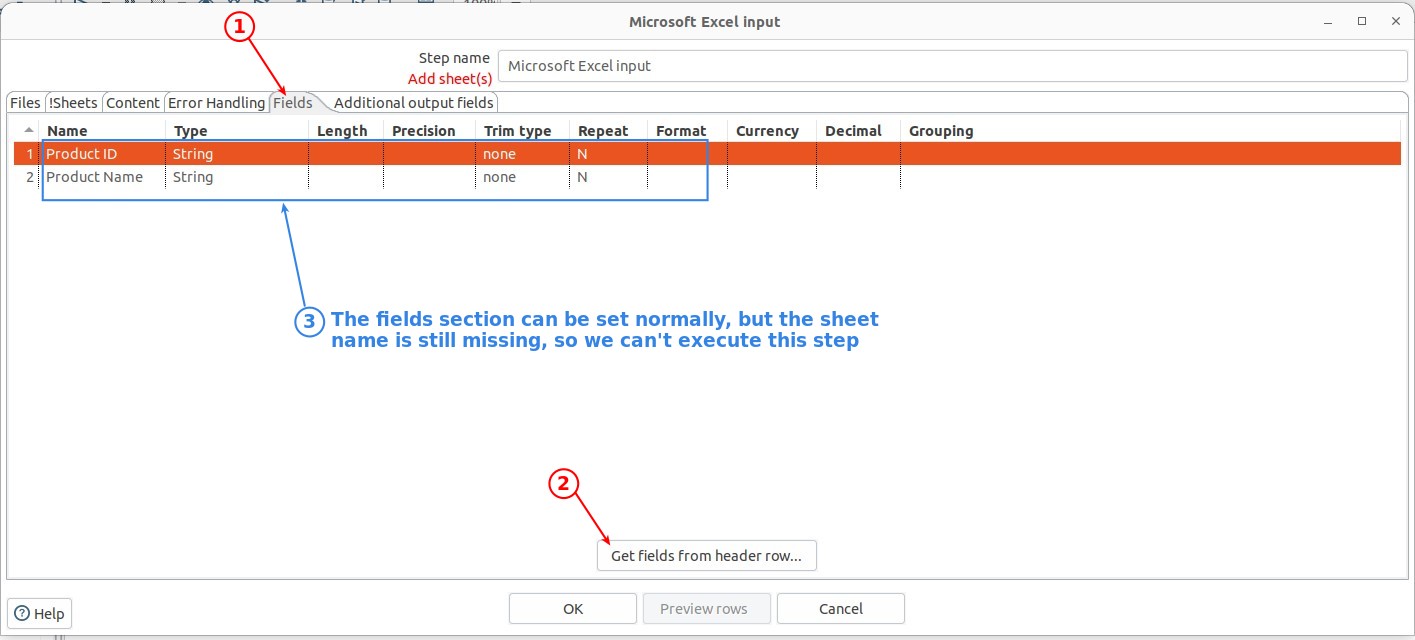 Microsoft Excel input
1
Step name Microsoft Excel input
Add sheet(s)
Files !Sheets Content Error Handling Fields Additional output fields
Name Type Length Precision Trim type Repeat Format Currency Decimal Grouping
1 Product ID String none N
2 Product Name String none N
3 The fields section can be set normally, but the sheet
name is still missing, so we can't execute this step
2
Get fields from header row...
Help OK Preview rows Cancel